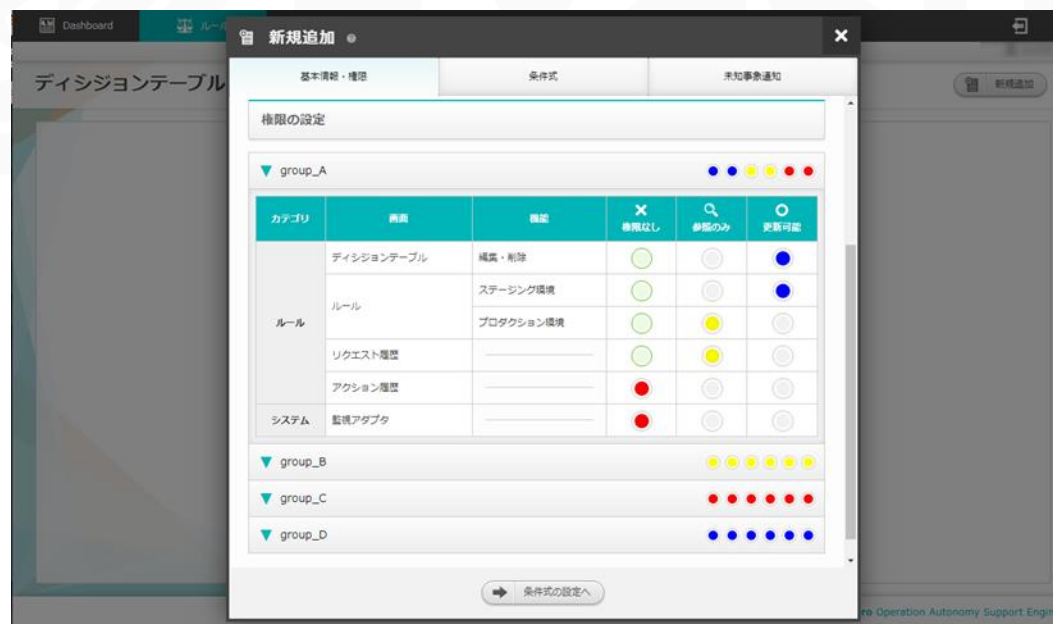 Dashboard
ルール
新規追加
ディシジョンテーブル
新規追加
基本情報・権限
条件式
未知事象通知
権限の設定
group_A
カテゴリ
画面
機能
権限なし
参照のみ
更新可能
ルール
ディシジョンテーブル
編集・削除
ルール
ステージング環境
プロダクション環境
リクエスト履歴
アクション履歴
システム
監視アダプタ
group_B
group_C
group_D
条件式の設定へ
ro Operation Autonomy Support Engin